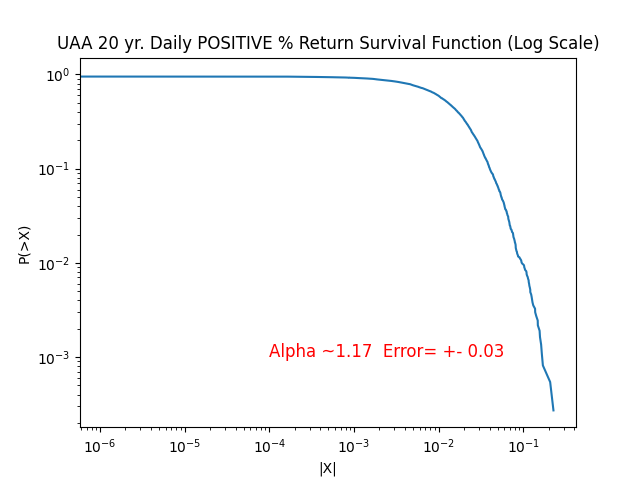 UAA 20 yr. Daily POSITIVE % Return Survival Function (Log Scale)
10⁰
10⁻¹
10⁻²
10⁻³
P(>X)
Alpha ~1.17  Error= +- 0.03
10⁻⁶ 10⁻⁵ 10⁻⁴ 10⁻³ 10⁻² 10⁻¹
|X|